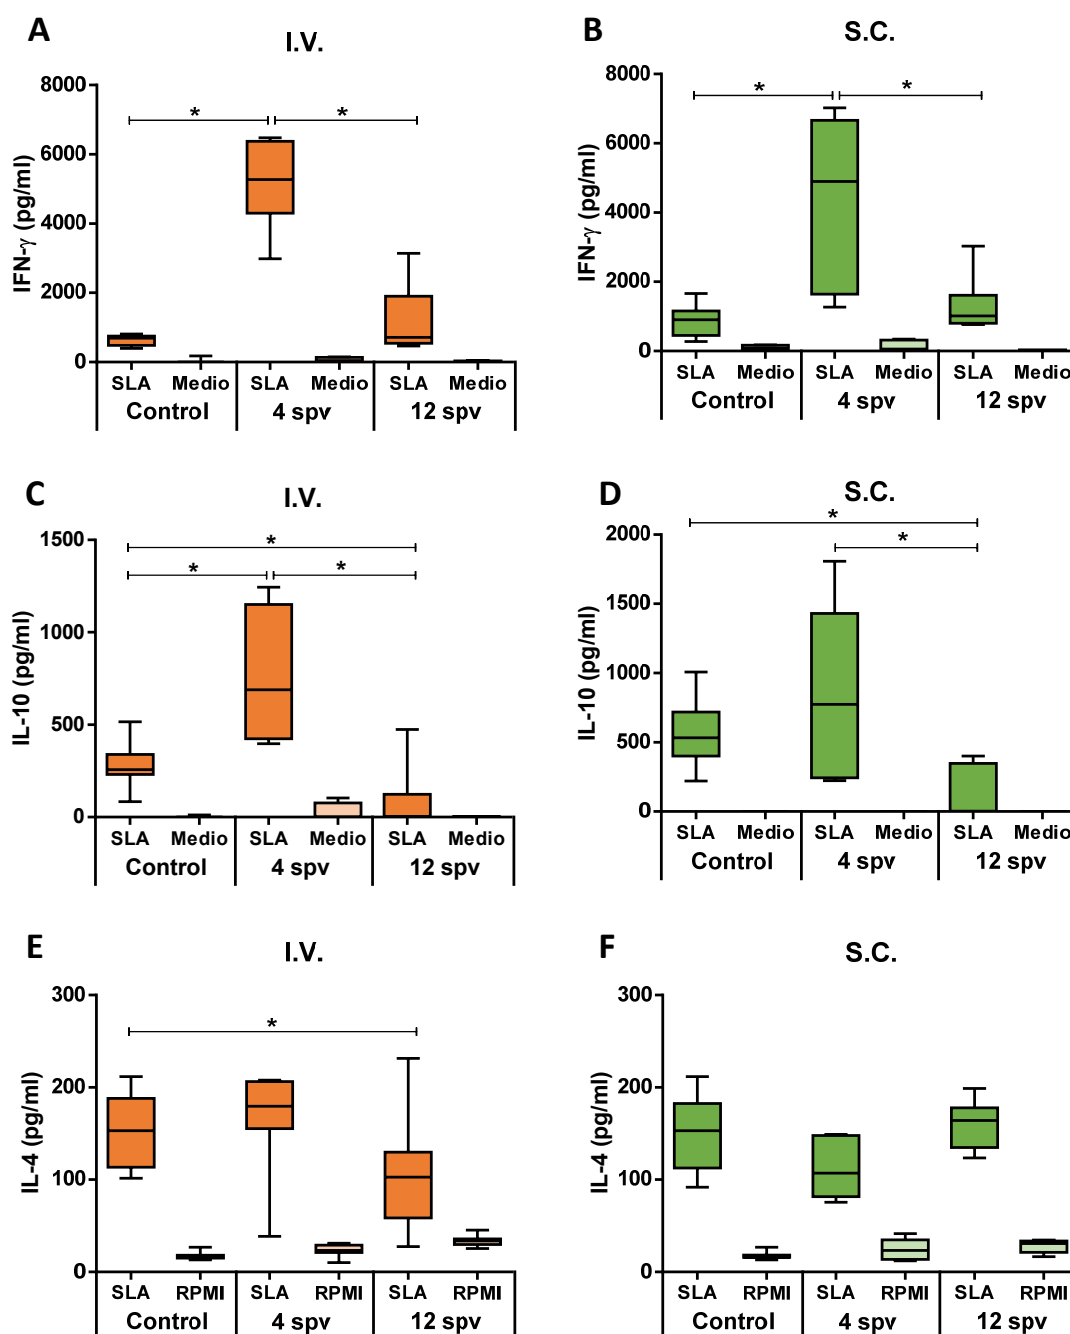 A
I.V.
IFN-γ (pg/ml)
8000
6000
4000
2000
0
*
*
SLA Medio SLA Medio SLA Medio
Control 4 spv 12 spv
B
S.C.
IFN-γ (pg/ml)
8000
6000
4000
2000
0
*
*
SLA Medio SLA Medio SLA Medio
Control 4 spv 12 spv
C
I.V.
IL-10 (pg/ml)
1500
1000
500
0
*
*
*
SLA Medio SLA Medio SLA Medio
Control 4 spv 12 spv
D
S.C.
IL-10 (pg/ml)
2000
1500
1000
500
0
*
*
SLA Medio SLA Medio SLA Medio
Control 4 spv 12 spv
E
I.V.
IL-4 (pg/ml)
300
200
100
0
*
SLA RPMI SLA RPMI SLA RPMI
Control 4 spv 12 spv
F
S.C.
IL-4 (pg/ml)
300
200
100
0
SLA RPMI SLA RPMI SLA RPMI
Control 4 spv 12 spv